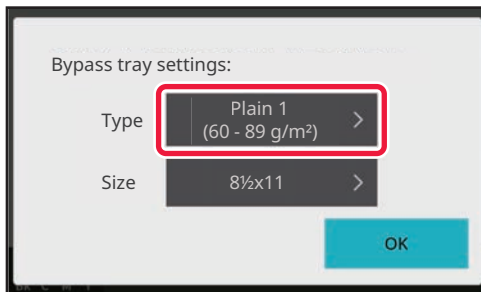 Bypass tray settings:
Type
Plain 1
(60 - 89 g/m²)
Size
8½x11
OK